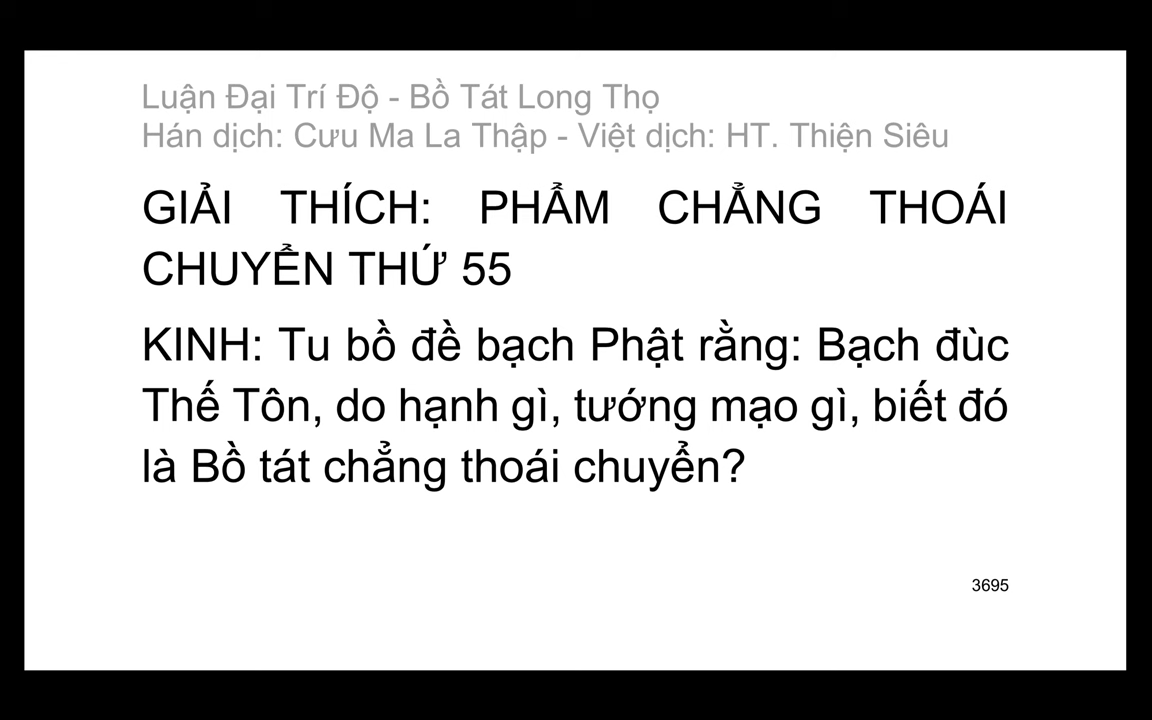 Luận Đại Trí Độ - Bồ Tát Long Thọ
Hán dịch: Cưu Ma La Thập - Việt dịch: HT. Thiện Siêu
GIẢI THÍCH: PHẨM CHẲNG THOÁI
CHUYỂN THỨ 55
KINH: Tu bồ đề bạch Phật rằng: Bạch đùc
Thế Tôn, do hạnh gì, tướng mạo gì, biết đó
là Bồ tát chẳng thoái chuyển?
3695